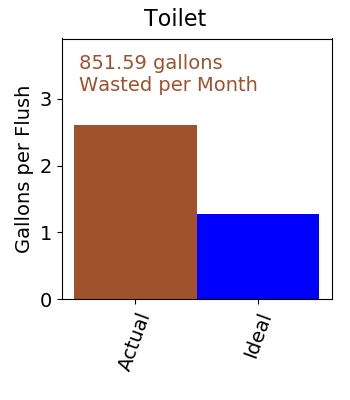 Toilet
851.59 gallons
Wasted per Month
Gallons per Flush
3
2
1
0
Actual
Ideal